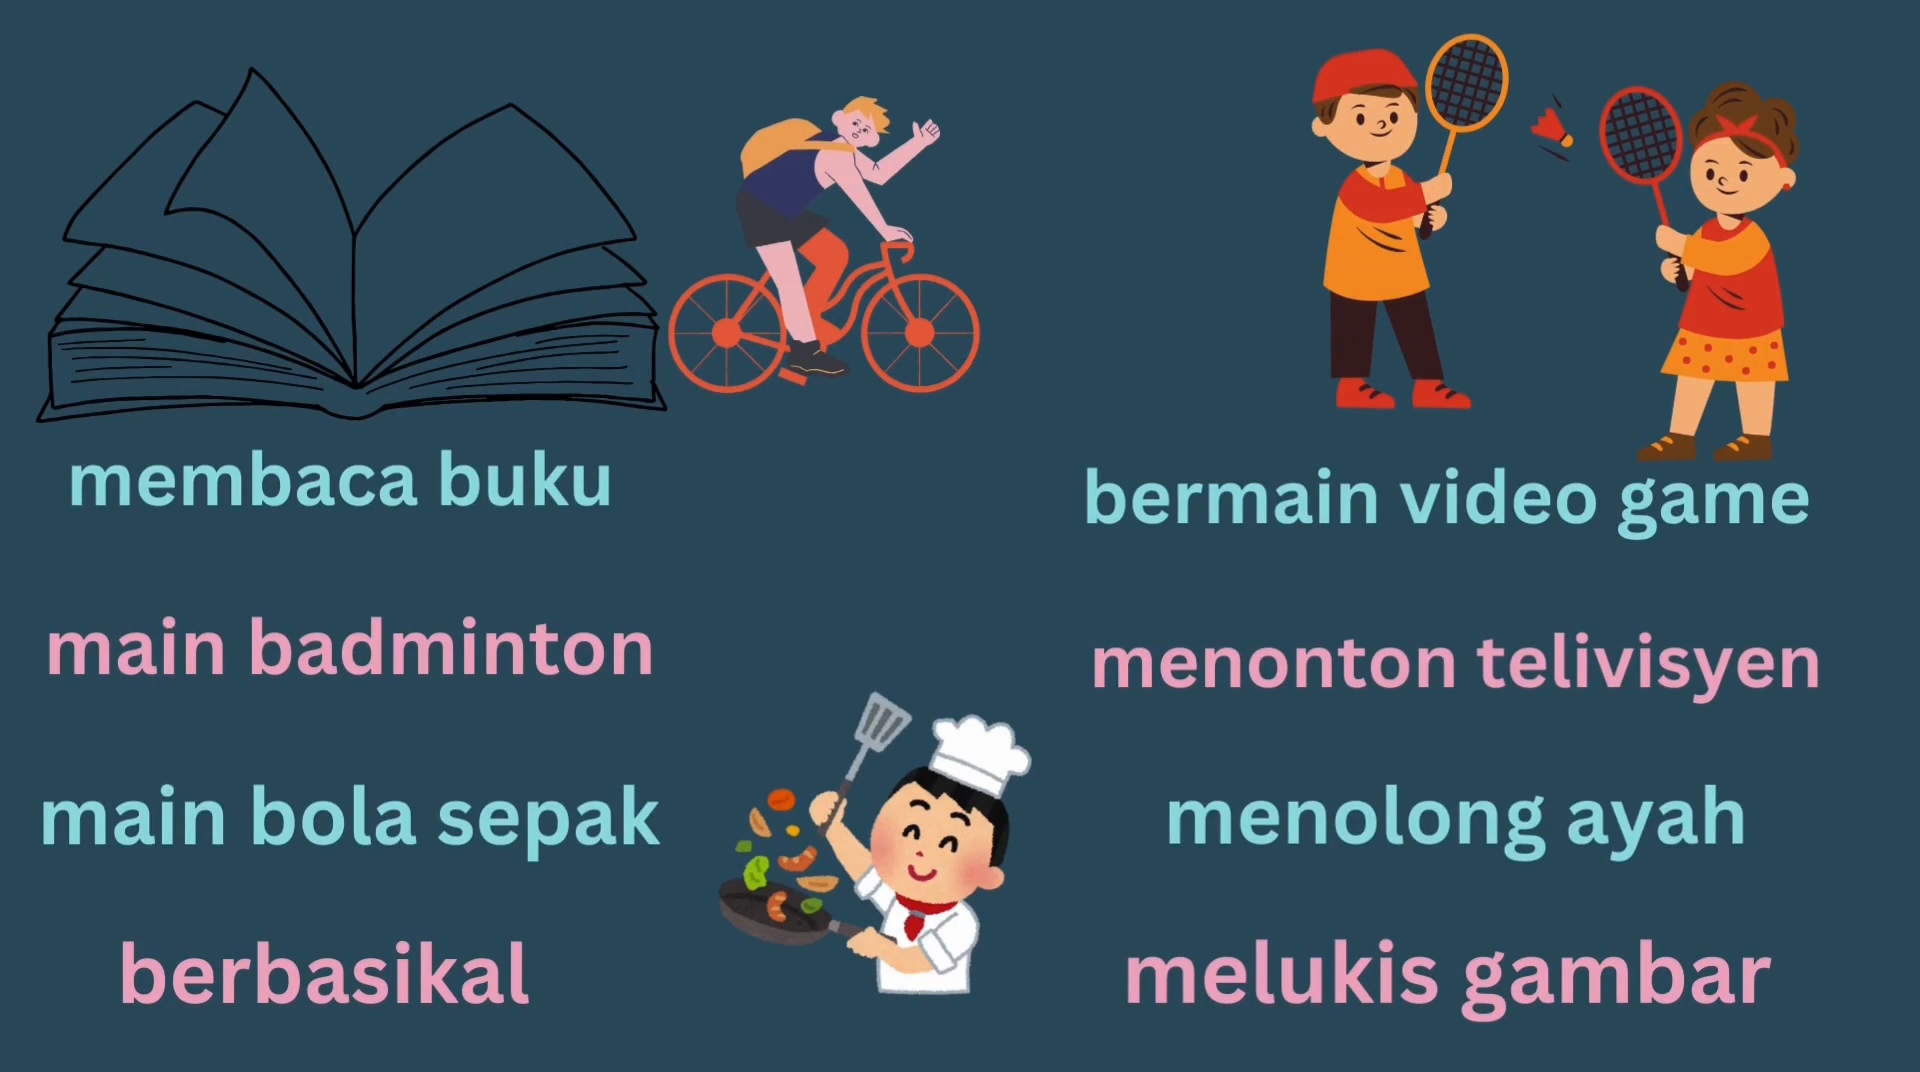 membaca buku
main badminton
main bola sepak
berbasikal
bermain video game
menonton telivisyen
menolong ayah
melukis gambar